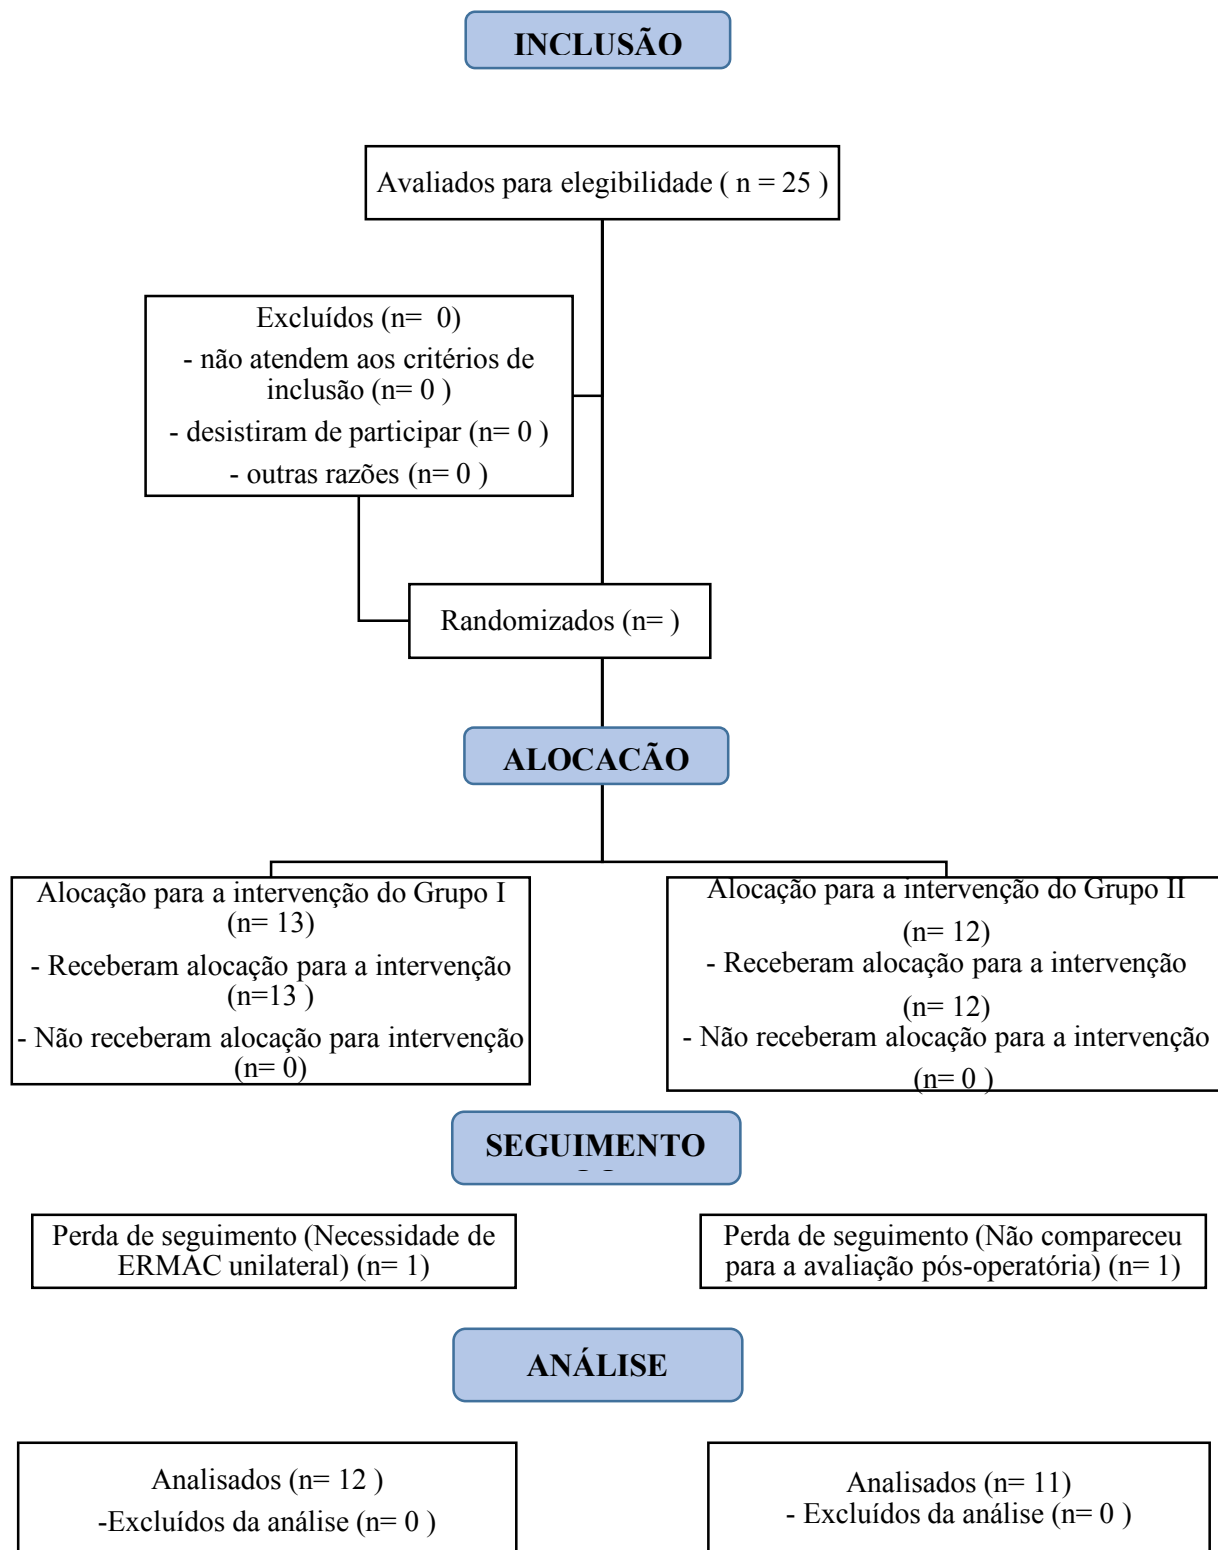 INCLUSÃO
Avaliados para elegibilidade ( n = 25 )
Excluídos (n=  0)
- não atendem aos critérios de
inclusão (n= 0 )
- desistiram de participar (n= 0 )
- outras razões (n= 0 )
Randomizados (n= )
ALOCACÃO
Alocação para a intervenção do Grupo I
(n= 13)
- Receberam alocação para a intervenção
(n=13 )
- Não receberam alocação para intervenção
(n= 0)
Alocação para a intervenção do Grupo II
(n= 12)
- Receberam alocação para a intervenção
(n= 12)
- Não receberam alocação para a intervenção
(n= 0 )
SEGUIMENTO
Perda de seguimento (Necessidade de
ERMAC unilateral) (n= 1)
Perda de seguimento (Não compareceu
para a avaliação pós-operatória) (n= 1)
ANÁLISE
Analisados (n= 12 )
-Excluídos da análise (n= 0 )
Analisados (n= 11)
- Excluídos da análise (n= 0 )